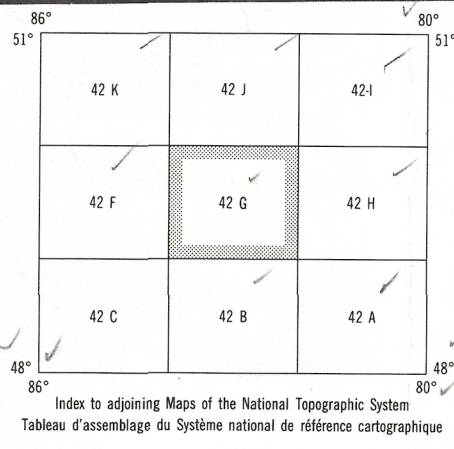 86° 80°
51° 51°
42 K 42 J 42-I
42 F 42 G 42 H
42 C 42 B 42 A
48° 48°
86° 80°
Index to adjoining Maps of the National Topographic System
Tableau d'assemblage du Système national de référence cartographique